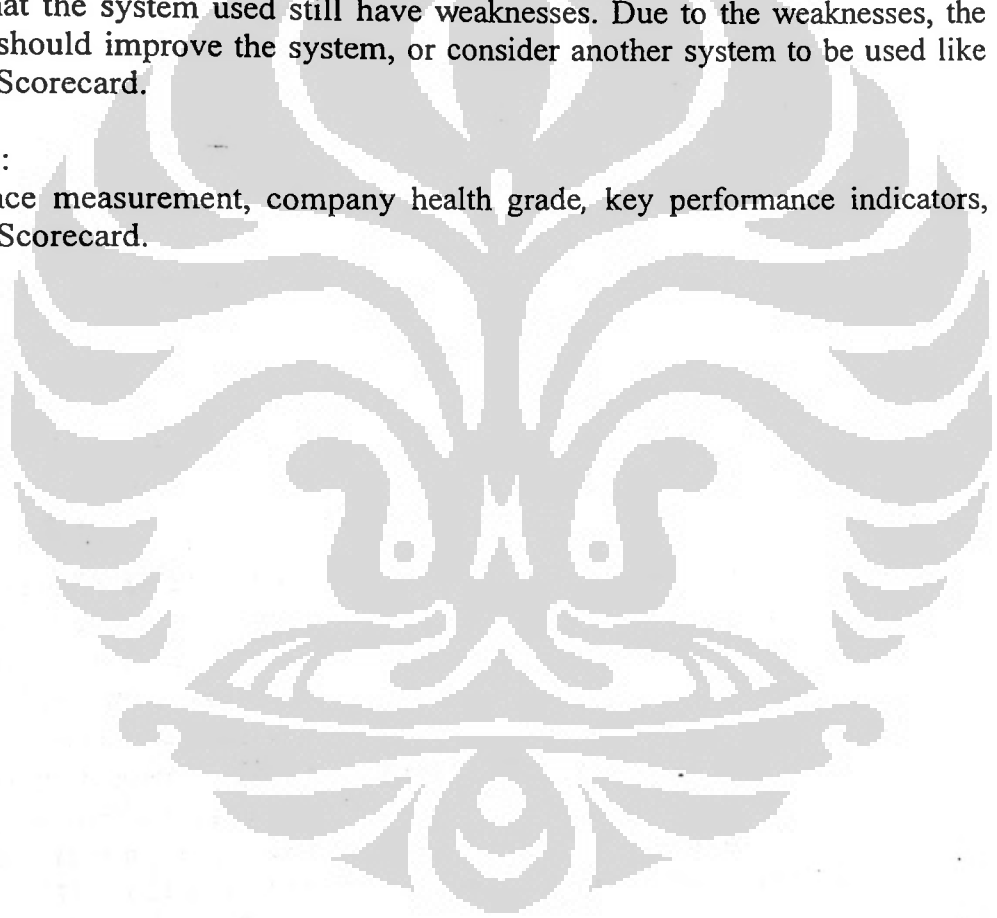 at the system used still have weaknesses. Due to the weaknesses, the
should improve the system, or consider another system to be used like
Scorecard.
:
ce measurement, company health grade, key performance indicators,
Scorecard.